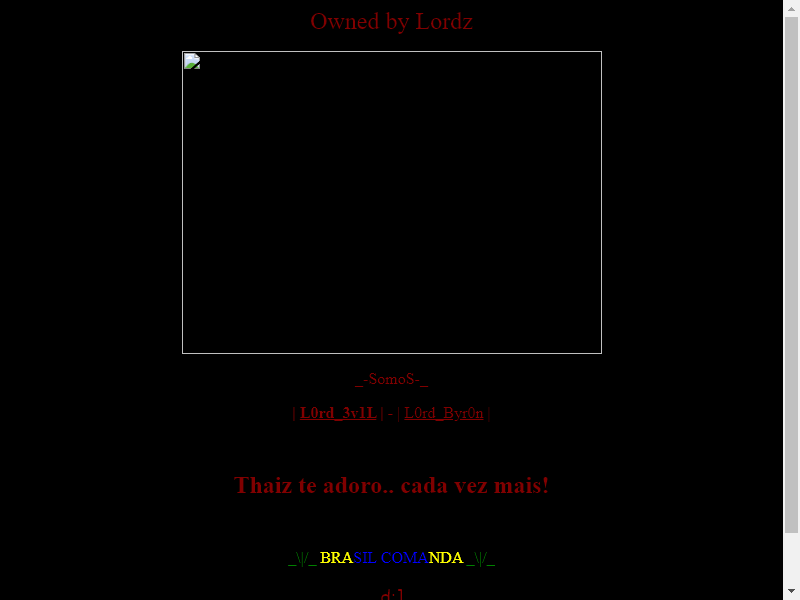 Owned by Lordz
_-SomoS-_
| L0rd_3v1L | - | L0rd_Byr0n |
Thaiz te adoro.. cada vez mais!
_\|/_ BRASIL COMANDA _\|/_